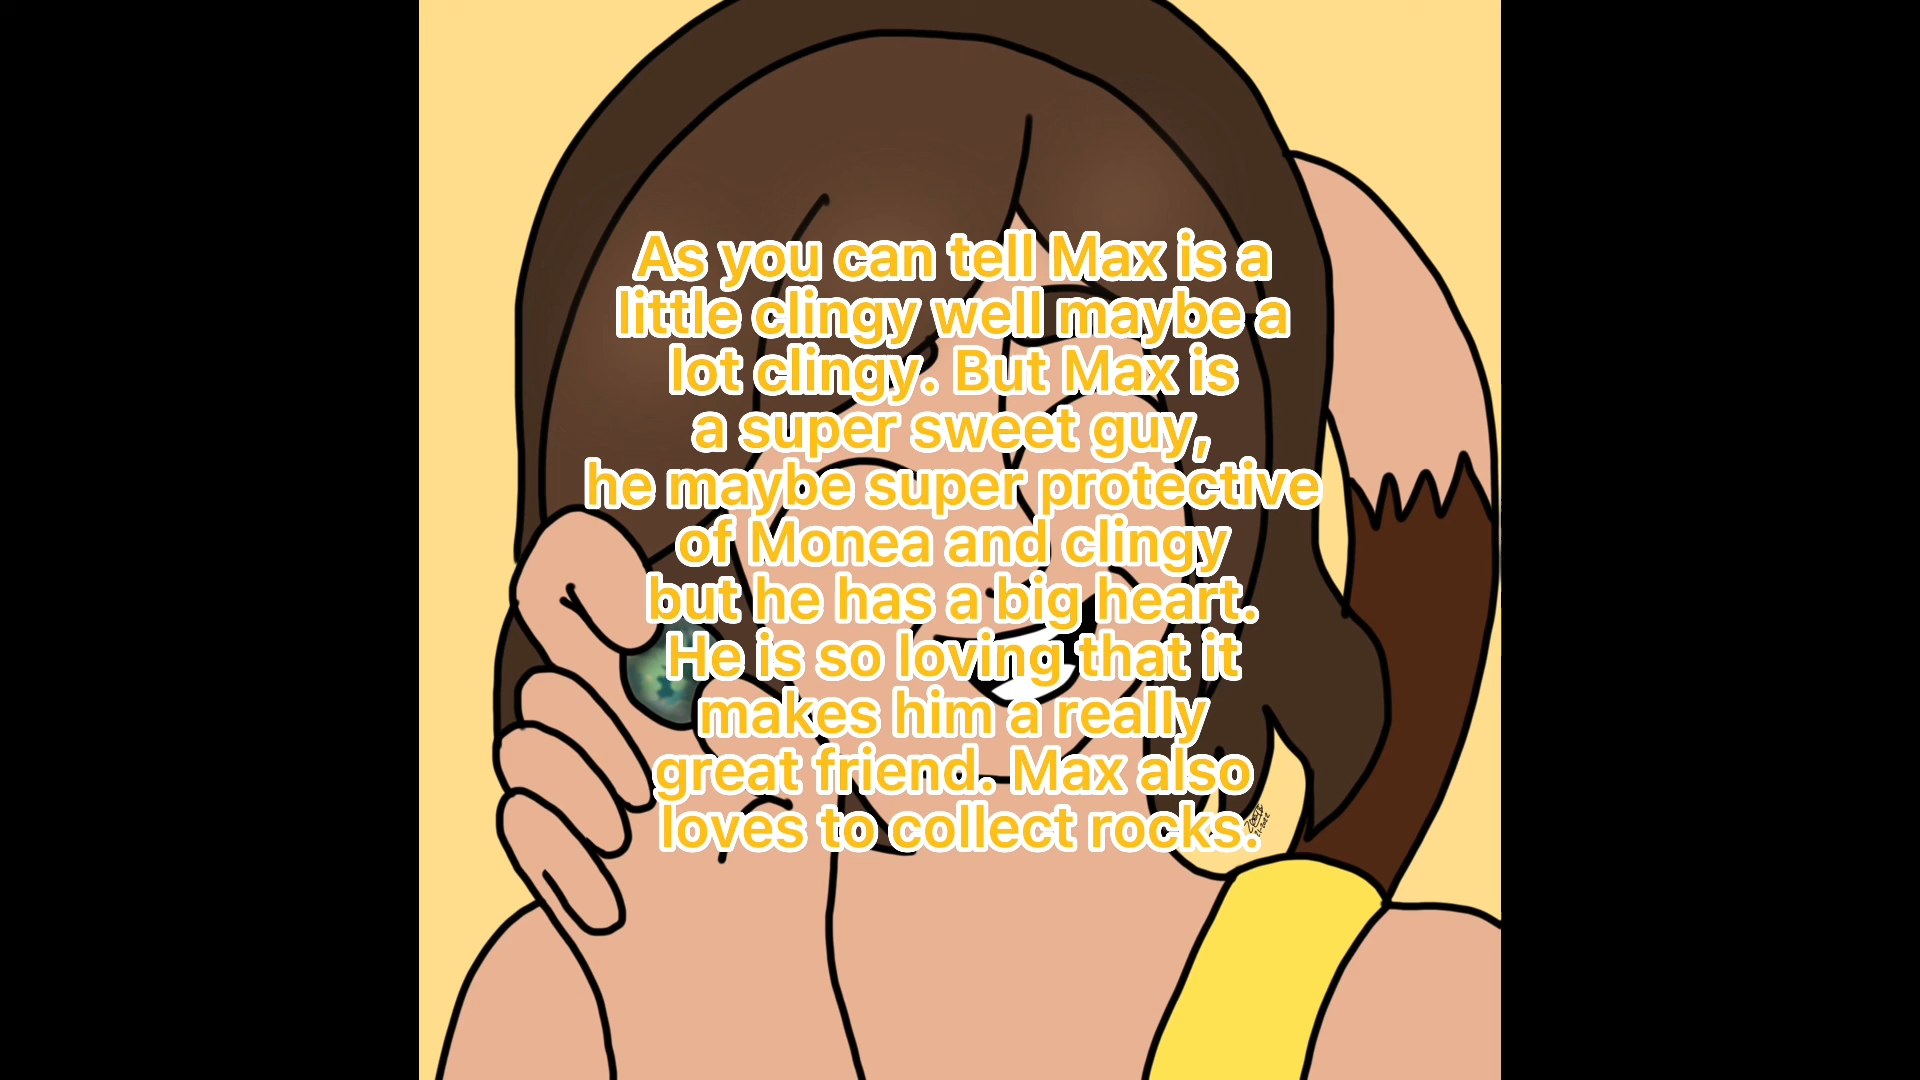 As you can tell Max is a
little clingy well maybe a
lot clingy. But Max is
a super sweet guy,
he maybe super protective
of Monea and clingy
but he has a big heart.
He is so loving that it
makes him a really
great friend. Max also
loves to collect rocks.